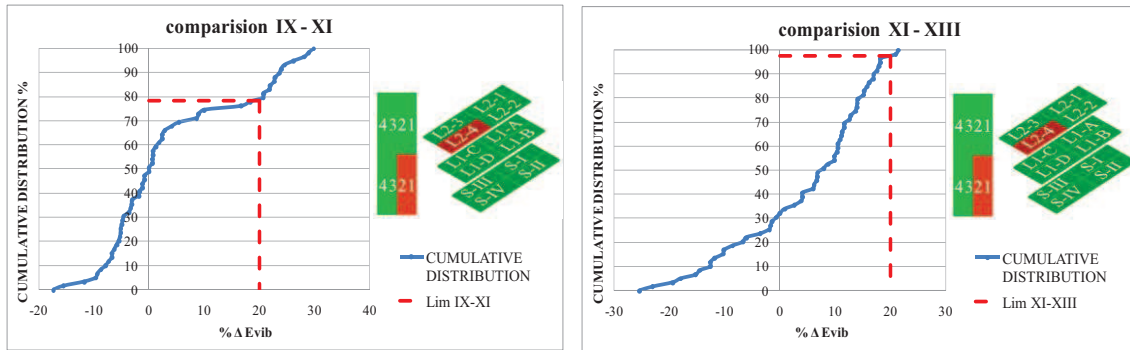 comparision IX - XI
CUMULATIVE DISTRIBUTION %
100
90
80
70
60
50
40
30
20
10
0
-20
-10
0
10
20
30
40
% Δ Evib
4321
4321
L2-3
L2-1
L2-4
L2-2
L1-C
L1-A
L1-D
L1-B
S-III
S-I
S-IV
S-II
CUMULATIVE
DISTRIBUTION
Lim IX-XI
comparision XI - XIII
CUMULATIVE DISTRIBUTION %
100
90
80
70
60
50
40
30
20
10
0
-30
-20
-10
0
10
20
30
% Δ Evib
4321
4321
L2-3
L2-1
L2-4
L2-2
L1-C
L1-A
L1-D
L1-B
S-III
S-I
S-IV
S-II
CUMULATIVE
DISTRIBUTION
Lim XI-XIII